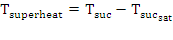 T_superheat = T_suc − T_suc_sat